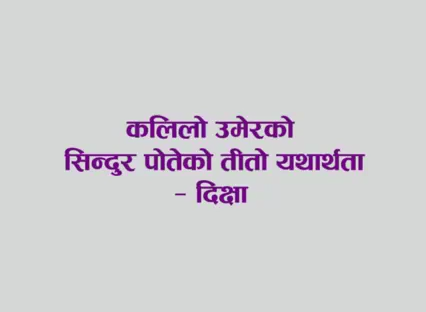 कलिलो उमेरको
सिन्दुर पोतेको तीतो यथार्थता
- दिक्षा